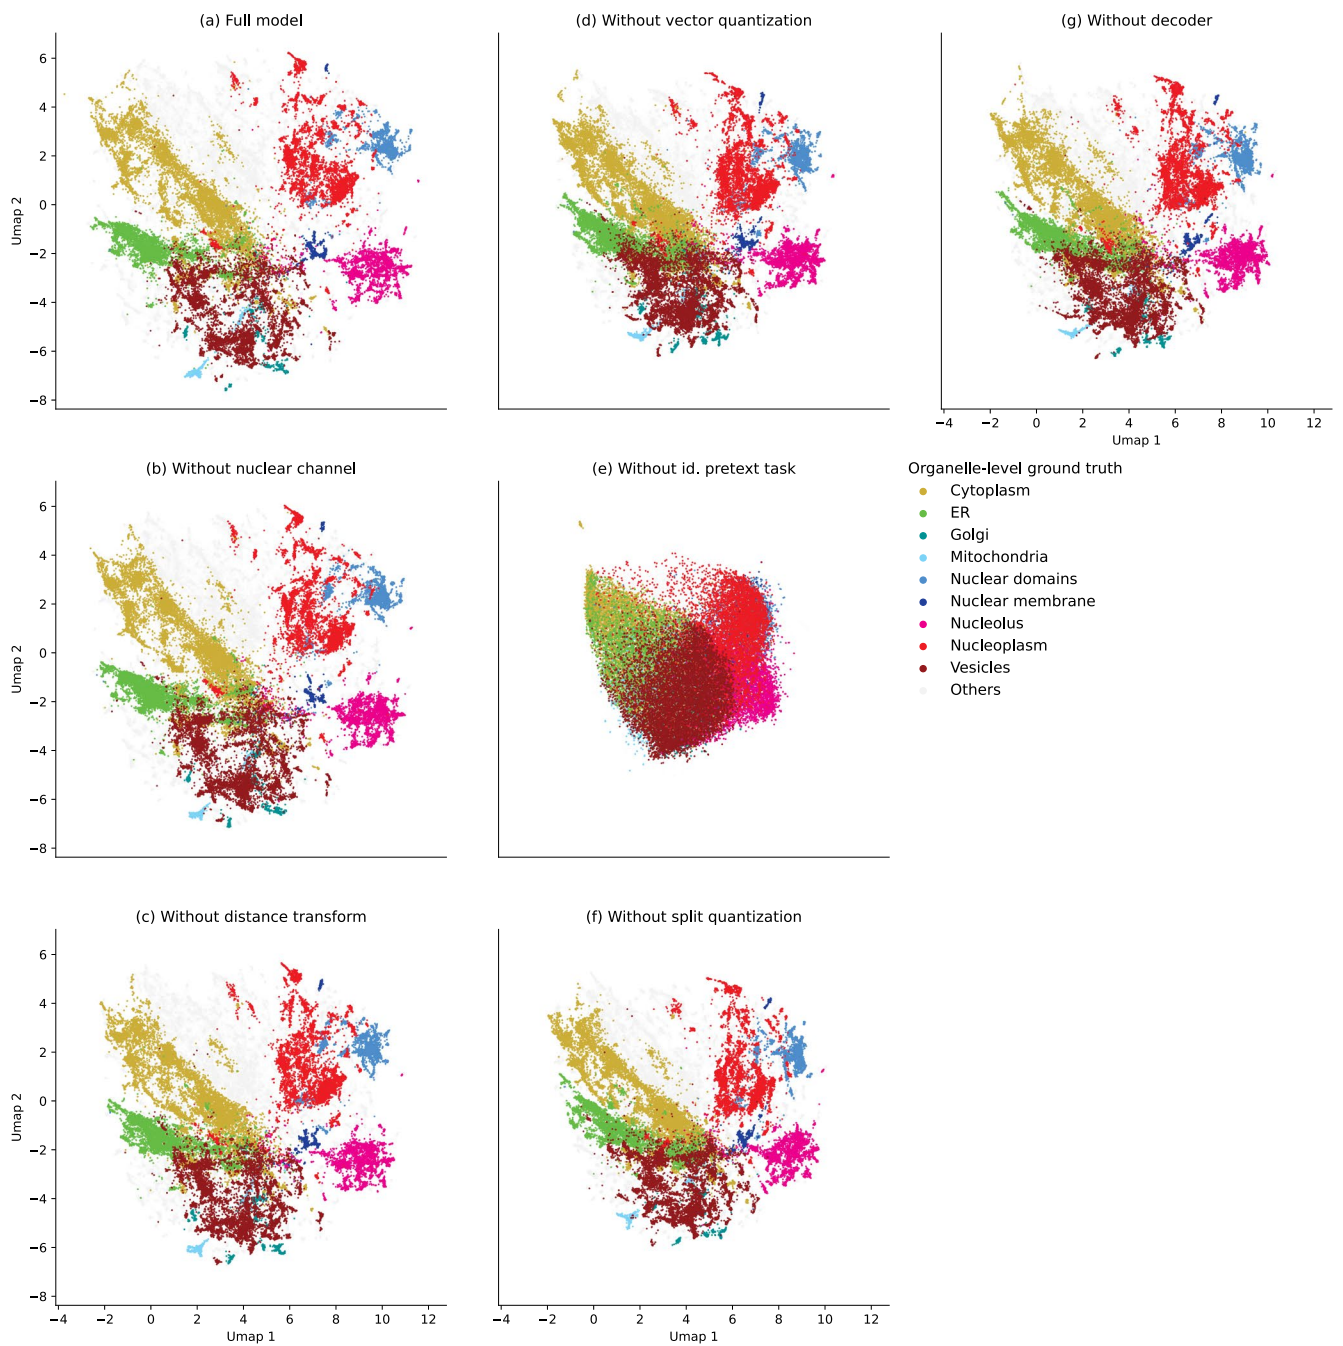 (a) Full model
(d) Without vector quantization
(g) Without decoder
6
4
2
0
−2
−4
−6
−8
Umap 2
−4 −2 0 2 4 6 8 10 12
Umap 1
(b) Without nuclear channel
(e) Without id. pretext task
Organelle-level ground truth
Cytoplasm
ER
Golgi
Mitochondria
Nuclear domains
Nuclear membrane
Nucleolus
Nucleoplasm
Vesicles
Others
6
4
2
0
−2
−4
−6
−8
Umap 2
(c) Without distance transform
(f) Without split quantization
6
4
2
0
−2
−4
−6
−8
Umap 2
−4 −2 0 2 4 6 8 10 12
Umap 1
−4 −2 0 2 4 6 8 10 12
Umap 1